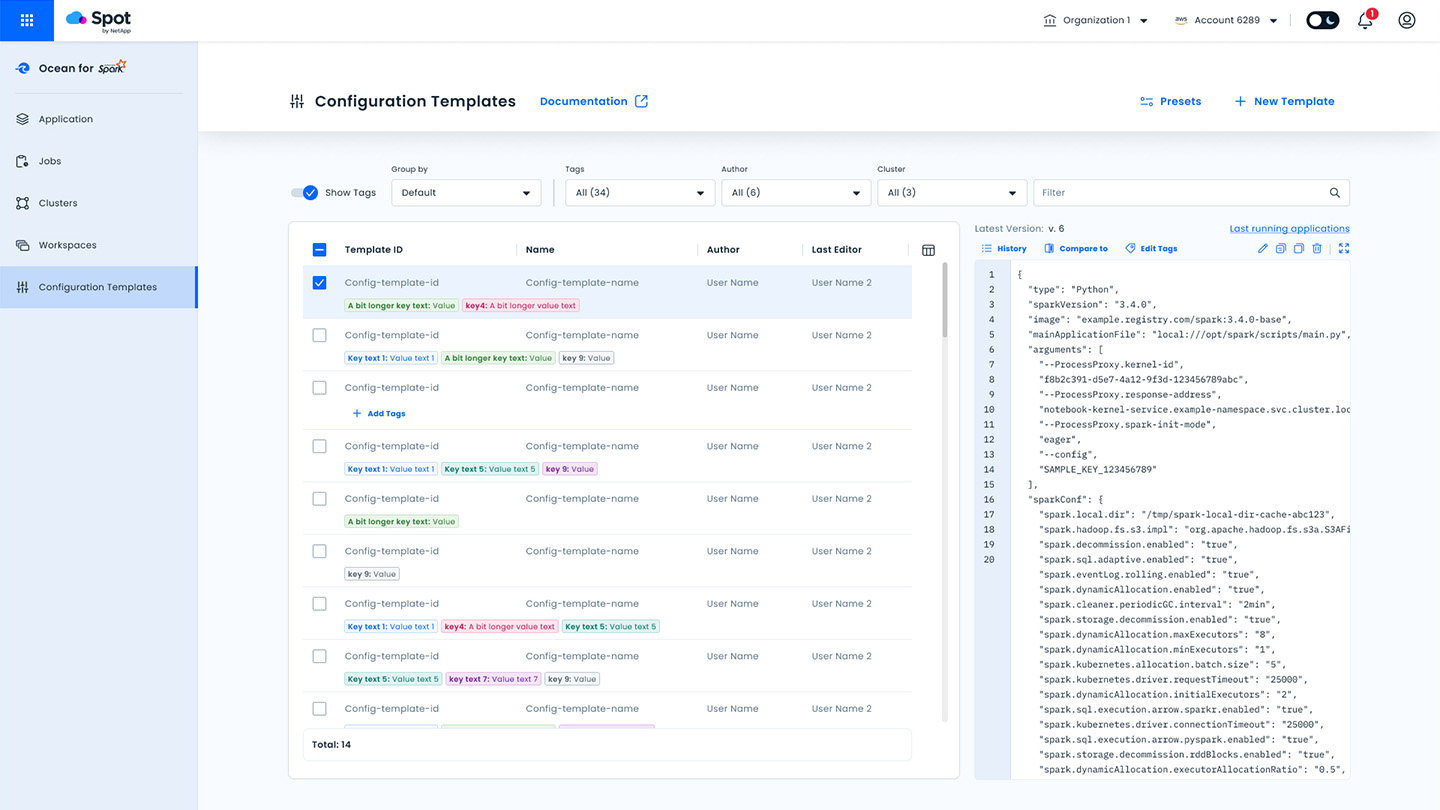 Spot
by NetApp
Organization 1
aws
Account 6289
1
Ocean for Spark
Application
Jobs
Clusters
Workspaces
Configuration Templates
Configuration Templates
Documentation
Presets
New Template
Show Tags
Group by
Default
Tags
All (34)
Author
All (6)
Cluster
All (3)
Filter
Template ID Name Author Last Editor
Config-template-id Config-template-name User Name User Name 2
A bit longer key text: Value key4: A bit longer value text
Config-template-id Config-template-name User Name User Name 2
Key text 1: Value text 1 A bit longer key text: Value key 9: Value
Config-template-id Config-template-name User Name User Name 2
Add Tags
Config-template-id Config-template-name User Name User Name 2
Key text 1: Value text 1 Key text 5: Value text 5 key 9: Value
Config-template-id Config-template-name User Name User Name 2
A bit longer key text: Value
Config-template-id Config-template-name User Name User Name 2
key 9: Value
Config-template-id Config-template-name User Name User Name 2
Key text 1: Value text 1 key4: A bit longer value text Key text 5: Value text 5
Config-template-id Config-template-name User Name User Name 2
Key text 5: Value text 5 key text 7: Value text 7 key 9: Value
Config-template-id Config-template-name User Name User Name 2
Total: 14
Latest Version: v. 6
Last running applications
History Compare to Edit Tags
1 {
2 "type": "Python",
3 "sparkVersion": "3.4.0",
4 "image": "example.registry.com/spark:3.4.0-base",
5 "mainApplicationFile": "local:///opt/spark/scripts/main.py",
6 "arguments": [
7 "--ProcessProxy.kernel-id",
8 "f8b2c391-d5e7-4a12-9f3d-123456789abc",
9 "--ProcessProxy.response-address",
10 "notebook-kernel-service.example-namespace.svc.cluster.loc
11 "--ProcessProxy.spark-init-mode",
12 "eager",
13 "--config",
14 "SAMPLE_KEY_123456789"
15 ],
16 "sparkConf": {
17 "spark.local.dir": "/tmp/spark-local-dir-cache-abc123",
18 "spark.hadoop.fs.s3.impl": "org.apache.hadoop.fs.s3a.S3AFi
19 "spark.decommission.enabled": "true",
20 "spark.sql.adaptive.enabled": "true",
"spark.eventLog.rolling.enabled": "true",
"spark.dynamicAllocation.enabled": "true",
"spark.cleaner.periodicGC.interval": "2min",
"spark.storage.decommission.enabled": "true",
"spark.dynamicAllocation.maxExecutors": "8",
"spark.dynamicAllocation.minExecutors": "1",
"spark.kubernetes.allocation.batch.size": "5",
"spark.kubernetes.driver.requestTimeout": "25000",
"spark.dynamicAllocation.initialExecutors": "2",
"spark.sql.execution.arrow.sparkr.enabled": "true",
"spark.kubernetes.driver.connectionTimeout": "25000",
"spark.sql.execution.arrow.pyspark.enabled": "true",
"spark.storage.decommission.rddBlocks.enabled": "true",
"spark.dynamicAllocation.executorAllocationRatio": "0.5",